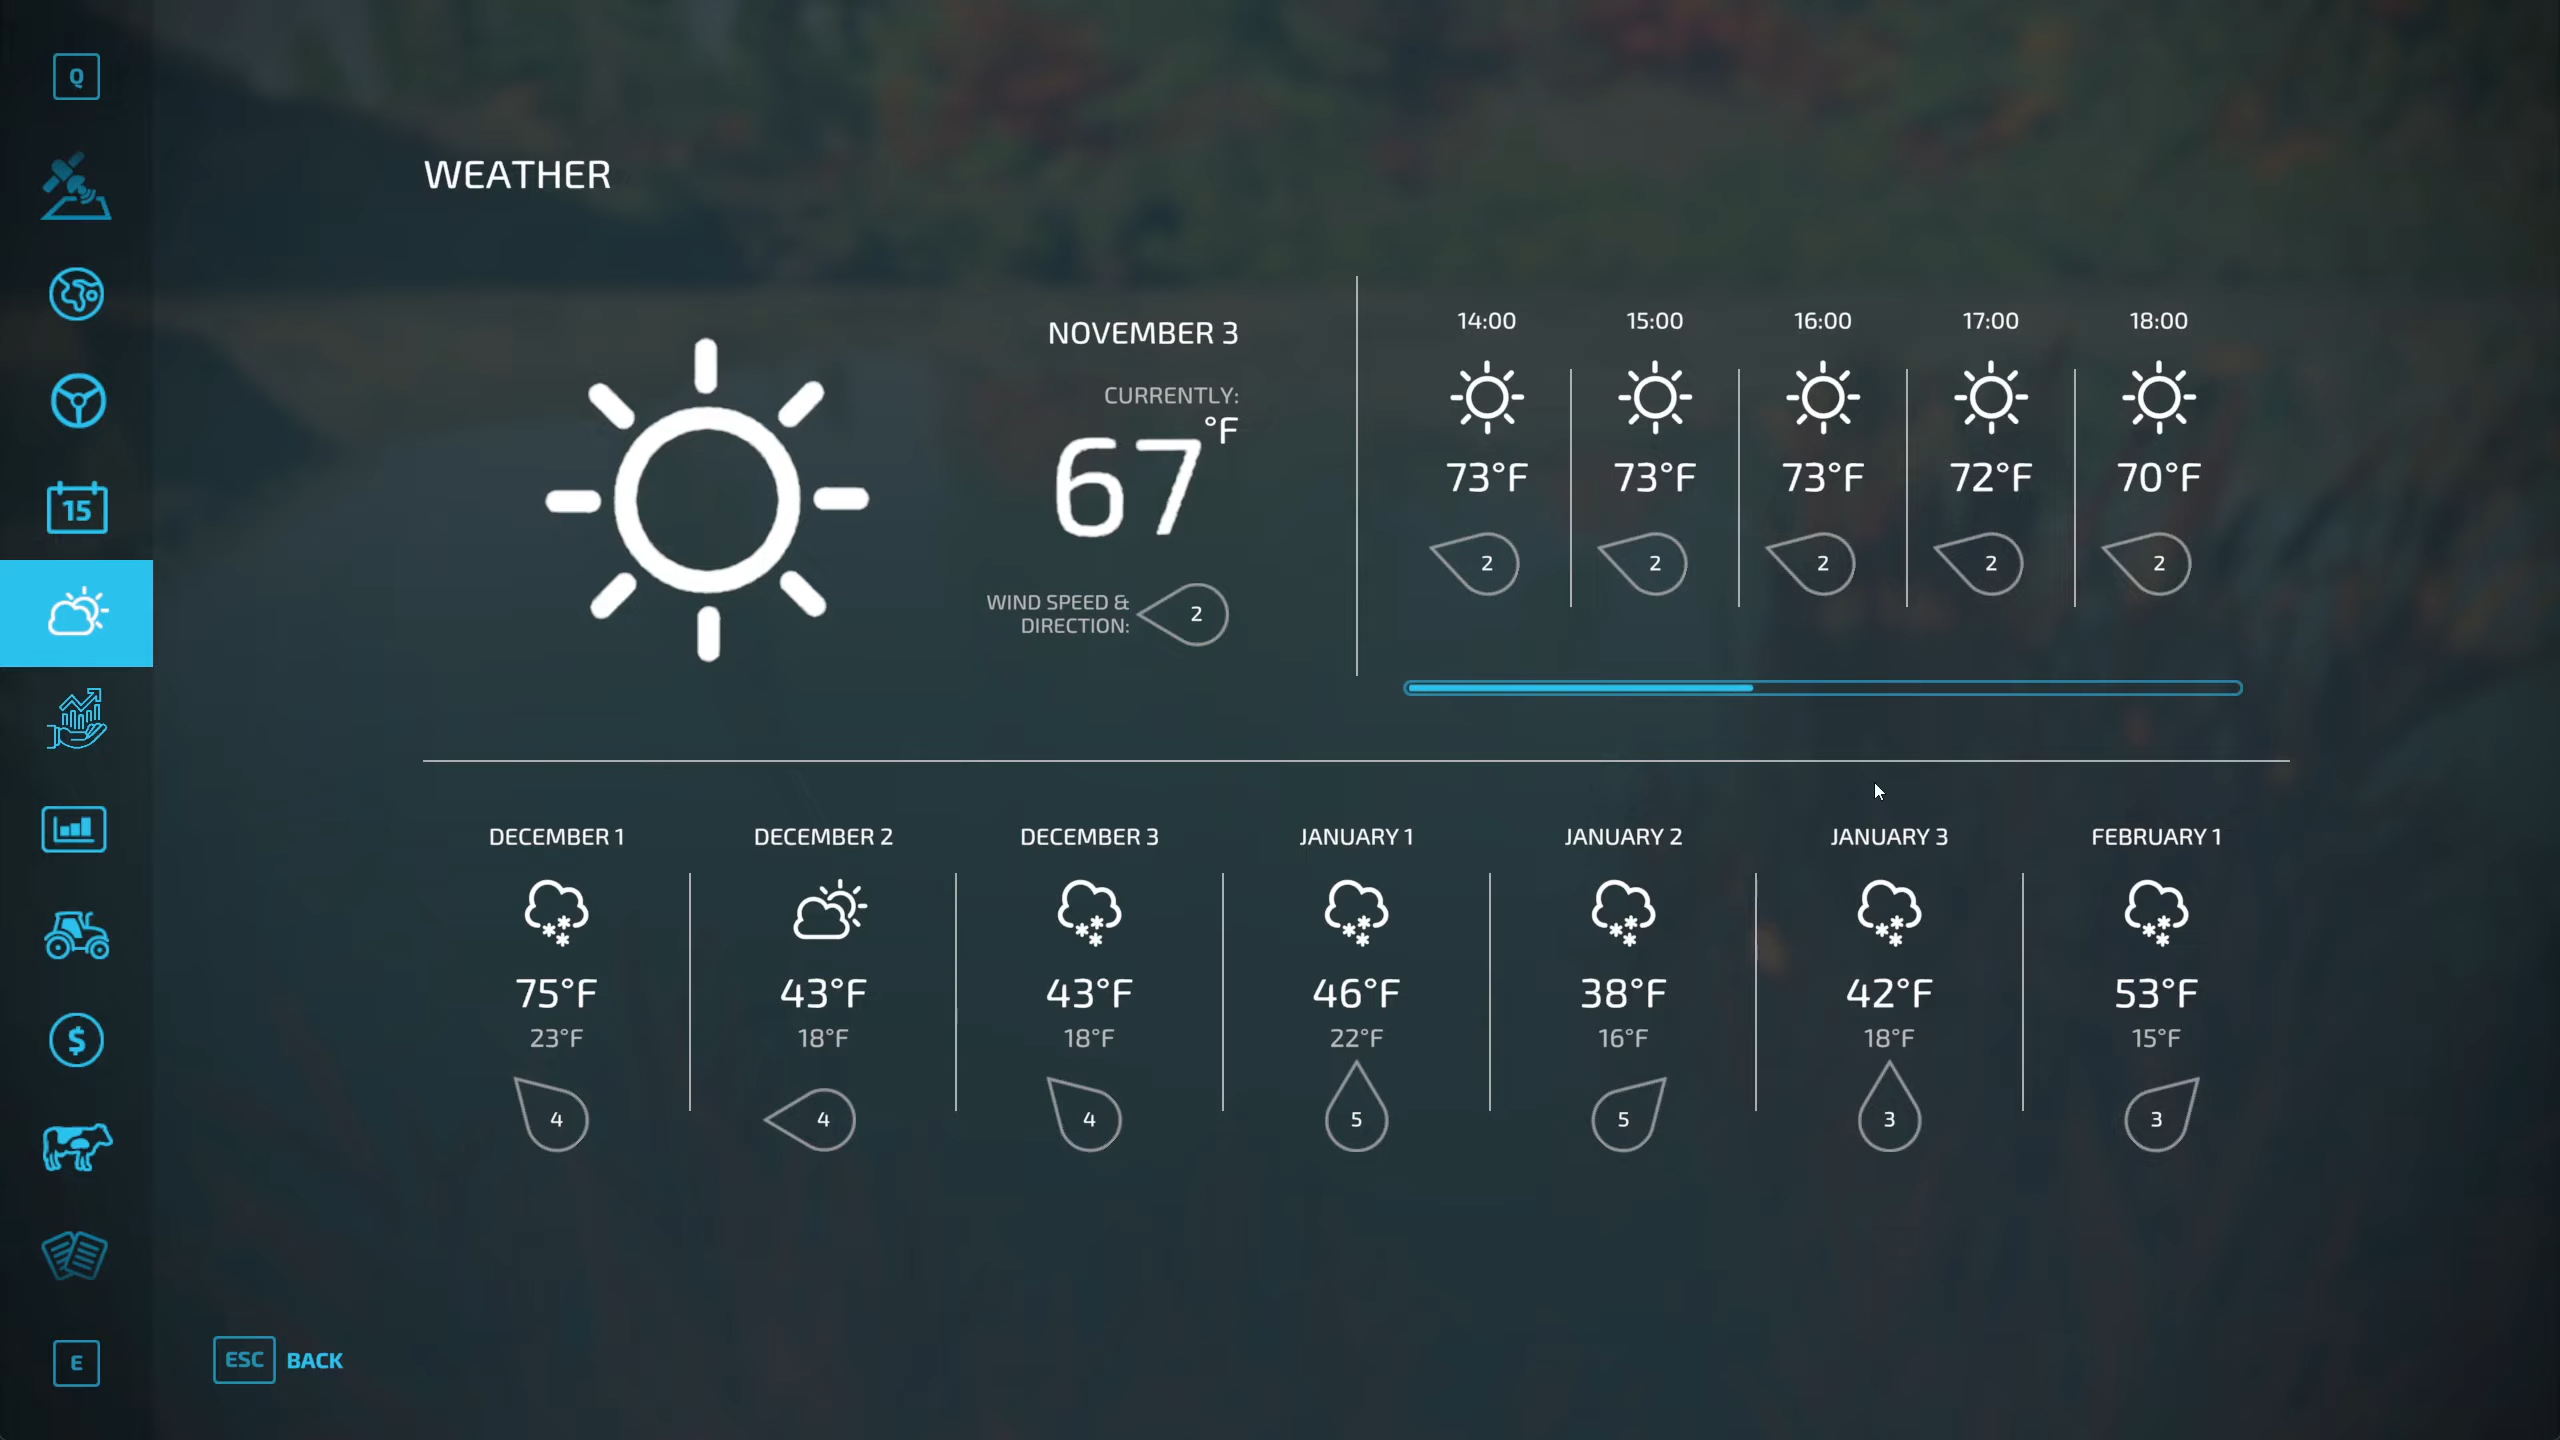 Q
15
E
WEATHER
NOVEMBER 3
CURRENTLY:
67°F
WIND SPEED &
DIRECTION:
2
14:00 15:00 16:00 17:00 18:00
73°F 73°F 73°F 72°F 70°F
2 2 2 2 2
DECEMBER 1 DECEMBER 2 DECEMBER 3 JANUARY 1 JANUARY 2 JANUARY 3 FEBRUARY 1
75°F 43°F 43°F 46°F 38°F 42°F 53°F
23°F 18°F 18°F 22°F 16°F 18°F 15°F
4 4 4 5 5 3 3
ESC BACK